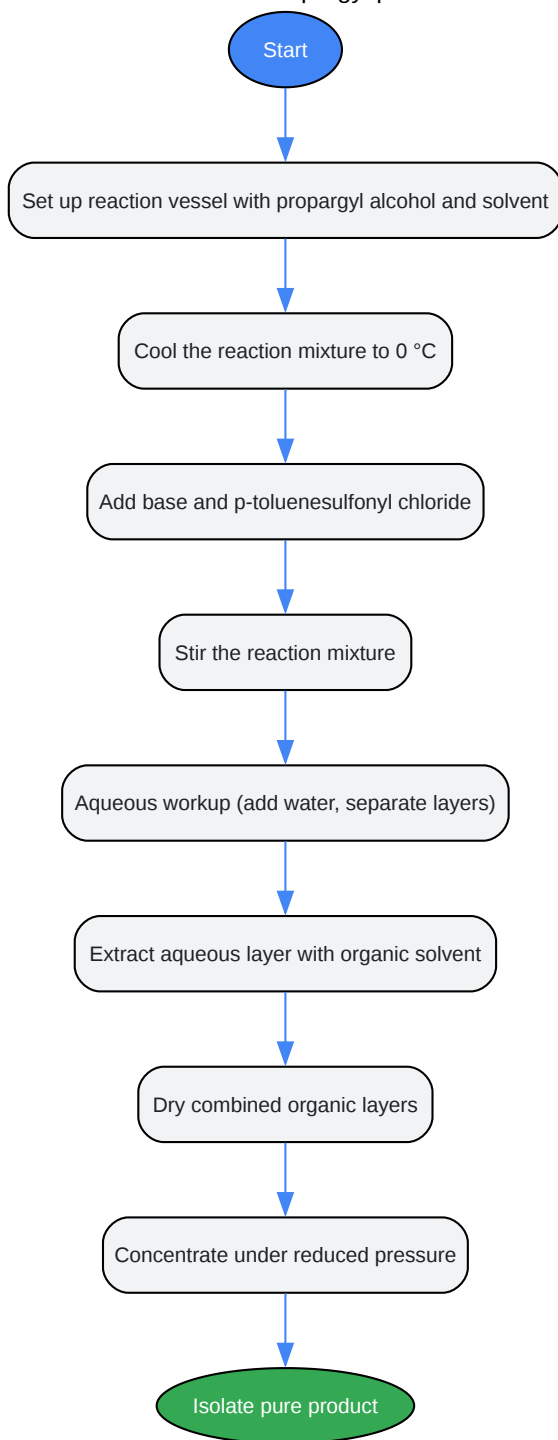 Start
Set up reaction vessel with propargyl alcohol and solvent
Cool the reaction mixture to 0 °C
Add base and p-toluenesulfonyl chloride
Stir the reaction mixture
Aqueous workup (add water, separate layers)
Extract aqueous layer with organic solvent
Dry combined organic layers
Concentrate under reduced pressure
Isolate pure product